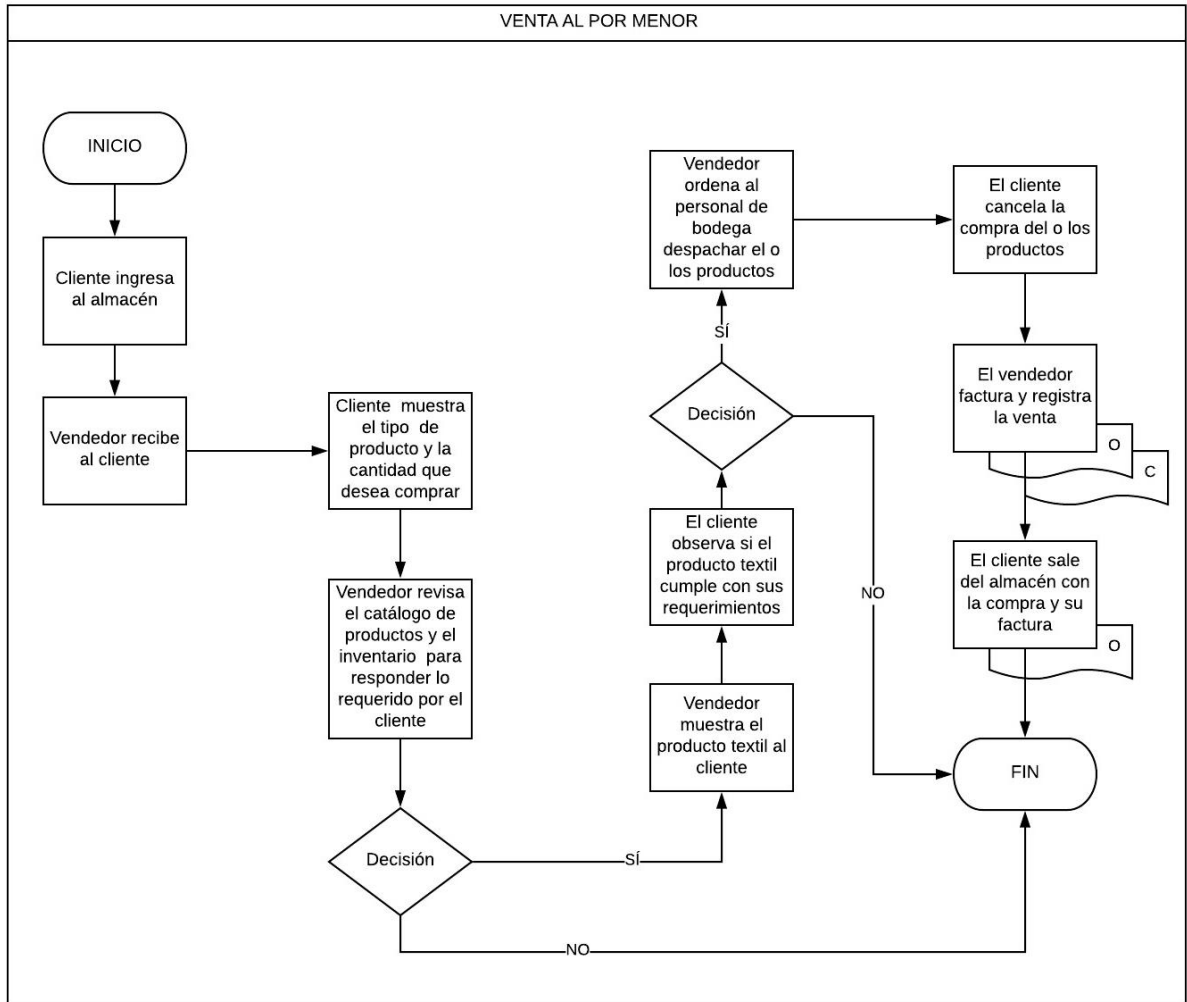 VENTA AL POR MENOR
INICIO
Cliente ingresa
al almacén
Vendedor recibe
al cliente
Cliente muestra
el tipo de
producto y la
cantidad que
desea comprar
Vendedor revisa
el catálogo de
productos y el
inventario para
responder lo
requerido por el
cliente
Decisión
SÍ
NO
Vendedor
muestra el
producto textil al
cliente
El cliente
observa si el
producto textil
cumple con sus
requerimientos
Decisión
SÍ
NO
Vendedor
ordena al
personal de
bodega
despachar el o
los productos
El cliente
cancela la
compra del o los
productos
El vendedor
factura y registra
la venta
O
C
El cliente sale
del almacén con
la compra y su
factura
O
FIN